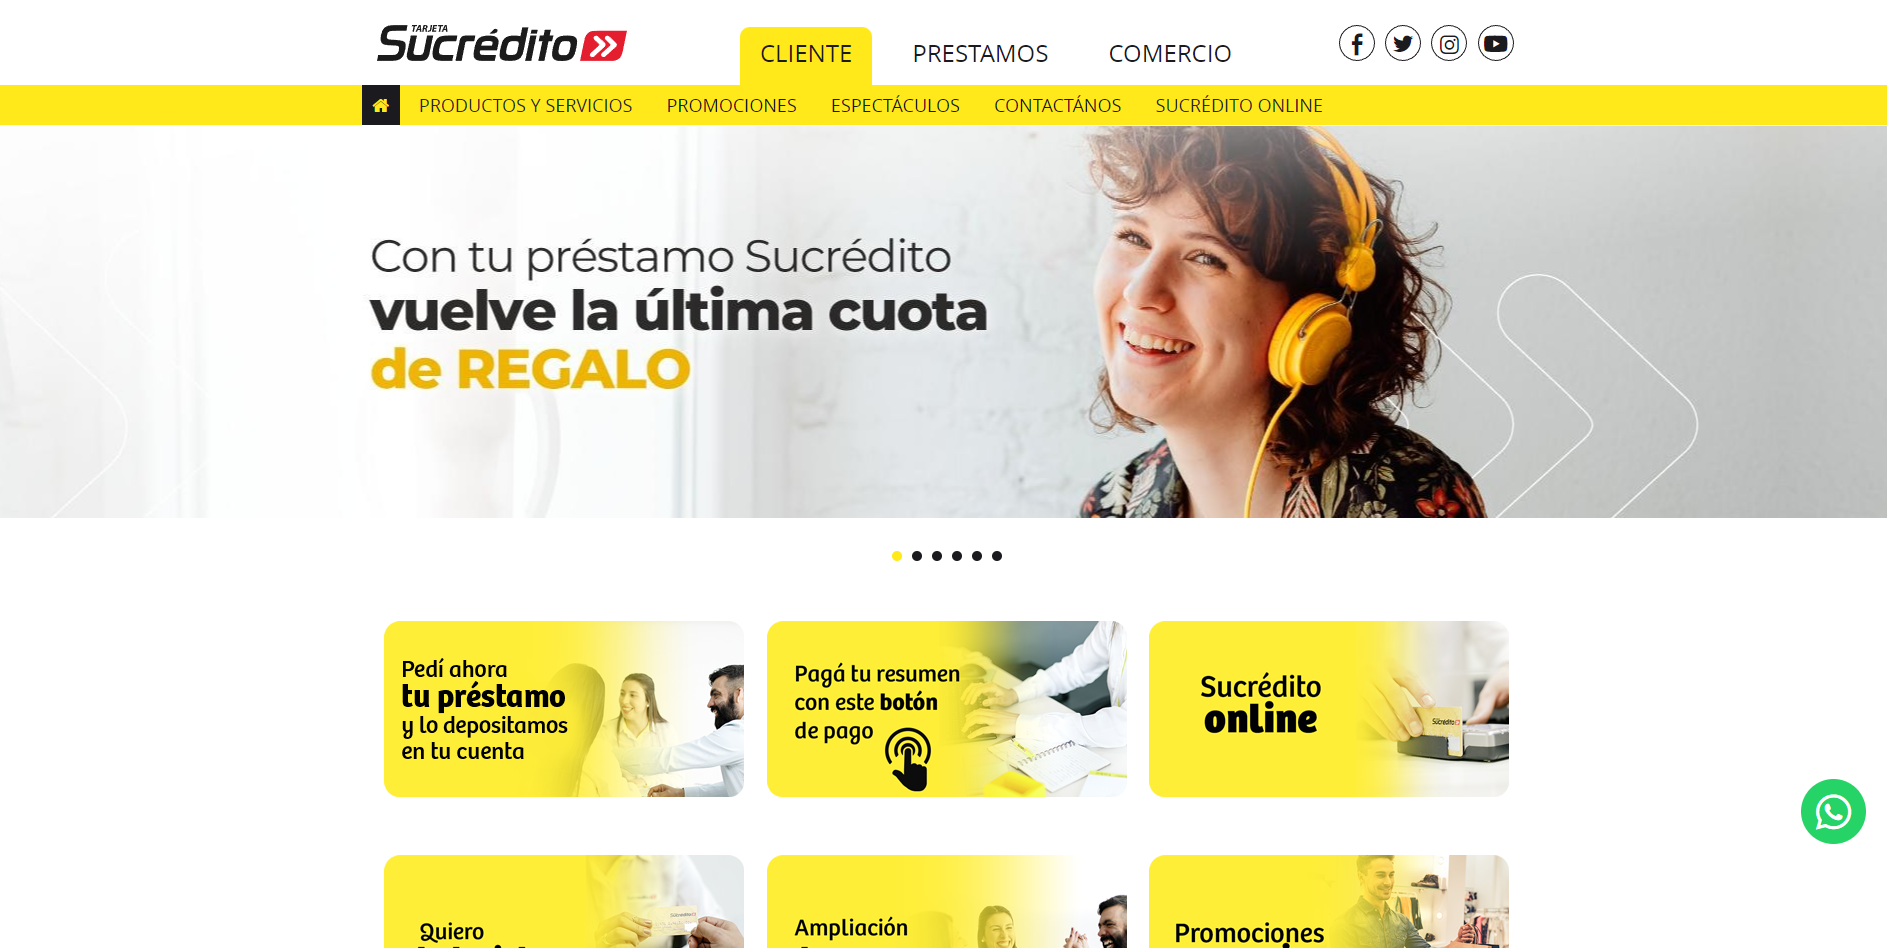 TARJETA
Sucrédito
CLIENTE PRESTAMOS COMERCIO
PRODUCTOS Y SERVICIOS PROMOCIONES ESPECTÁCULOS CONTACTÁNOS SUCRÉDITO ONLINE
Con tu préstamo Sucrédito
vuelve la última cuota
de REGALO
Pedí ahora
tu préstamo
y lo depositamos
en tu cuenta
Pagá tu resumen
con este botón
de pago
Sucrédito
online
Sucrédito
Quiero
Sucrédito
Ampliación
Promociones